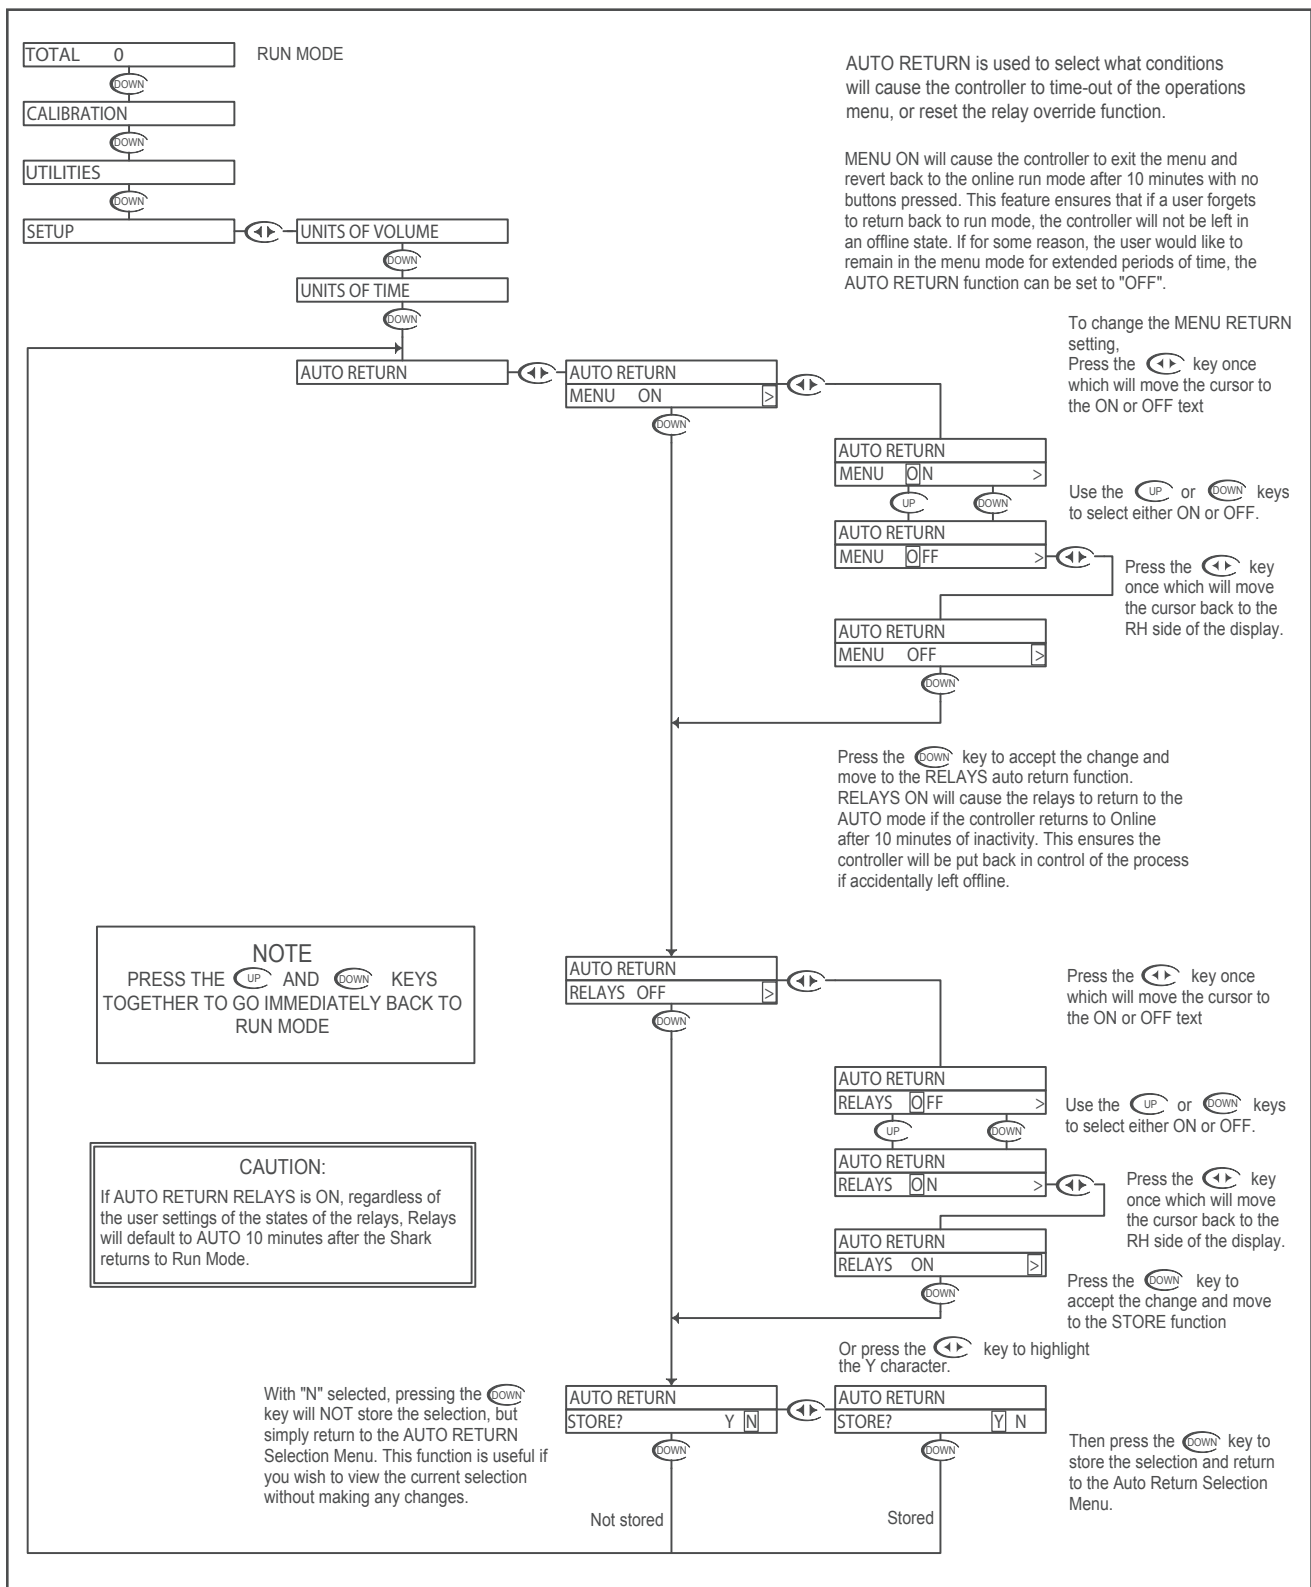 TOTAL 0
RUN MODE
DOWN
CALIBRATION
DOWN
UTILITIES
DOWN
SETUP
UNITS OF VOLUME
DOWN
UNITS OF TIME
DOWN
AUTO RETURN
AUTO RETURN is used to select what conditions
will cause the controller to time-out of the operations
menu, or reset the relay override function.
MENU ON will cause the controller to exit the menu and
revert back to the online run mode after 10 minutes with no
buttons pressed. This feature ensures that if a user forgets
to return back to run mode, the controller will not be left in
an offline state. If for some reason, the user would like to
remain in the menu mode for extended periods of time, the
AUTO RETURN function can be set to "OFF".
AUTO RETURN
MENU ON >
DOWN
To change the MENU RETURN
setting,
Press the key once
which will move the cursor to
the ON or OFF text
AUTO RETURN
MENU ON >
UP DOWN
Use the UP or DOWN keys
to select either ON or OFF.
AUTO RETURN
MENU OFF >
Press the key
once which will move
the cursor back to the
RH side of the display.
AUTO RETURN
MENU OFF >
DOWN
Press the DOWN key to accept the change and
move to the RELAYS auto return function.
RELAYS ON will cause the relays to return to the
AUTO mode if the controller returns to Online
after 10 minutes of inactivity. This ensures the
controller will be put back in control of the process
if accidentally left offline.
NOTE
PRESS THE UP AND DOWN KEYS
TOGETHER TO GO IMMEDIATELY BACK TO
RUN MODE
AUTO RETURN
RELAYS OFF >
DOWN
Press the key once
which will move the cursor to
the ON or OFF text
AUTO RETURN
RELAYS OFF >
UP DOWN
Use the UP or DOWN keys
to select either ON or OFF.
AUTO RETURN
RELAYS ON >
Press the key
once which will move
the cursor back to the
RH side of the display.
CAUTION:
If AUTO RETURN RELAYS is ON, regardless of
the user settings of the states of the relays, Relays
will default to AUTO 10 minutes after the Shark
returns to Run Mode.
AUTO RETURN
RELAYS ON >
DOWN
Press the DOWN key to
accept the change and move
to the STORE function
Or press the key to highlight
the Y character.
With "N" selected, pressing the DOWN
key will NOT store the selection, but
simply return to the AUTO RETURN
Selection Menu. This function is useful if
you wish to view the current selection
without making any changes.
AUTO RETURN
STORE? Y N
DOWN
Not stored
AUTO RETURN
STORE? Y N
DOWN
Stored
Then press the DOWN key to
store the selection and return
to the Auto Return Selection
Menu.